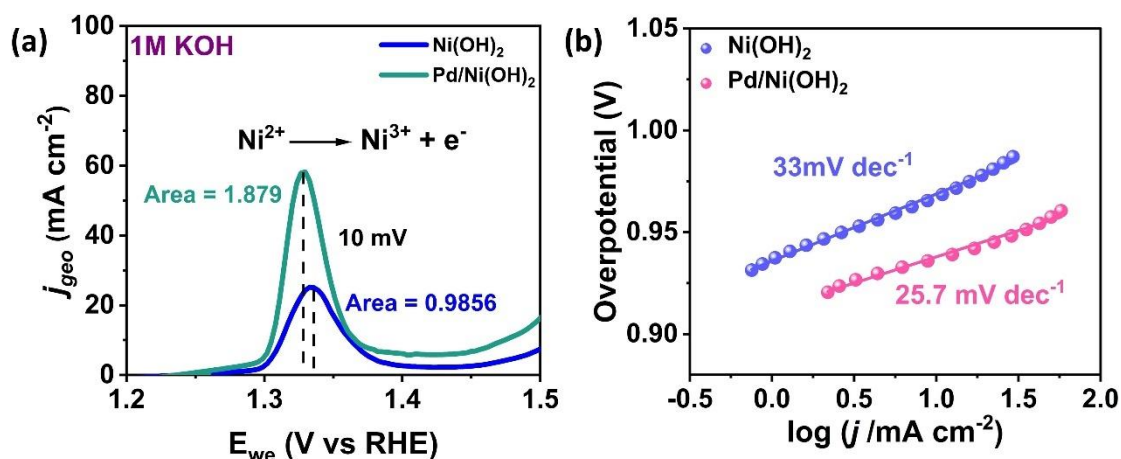 (a)
1M KOH
Ni(OH)₂
Pd/Ni(OH)₂
Ni²⁺ ⟶ Ni³⁺ + e⁻
Area = 1.879
10 mV
Area = 0.9856
j_geo (mA cm⁻²)
100
80
60
40
20
0
1.2
1.3
1.4
1.5
E_we (V vs RHE)
(b)
Ni(OH)₂
Pd/Ni(OH)₂
33mV dec⁻¹
25.7 mV dec⁻¹
Overpotential (V)
1.05
1.00
0.95
0.90
-0.5
0.0
0.5
1.0
1.5
2.0
log (j /mA cm⁻²)